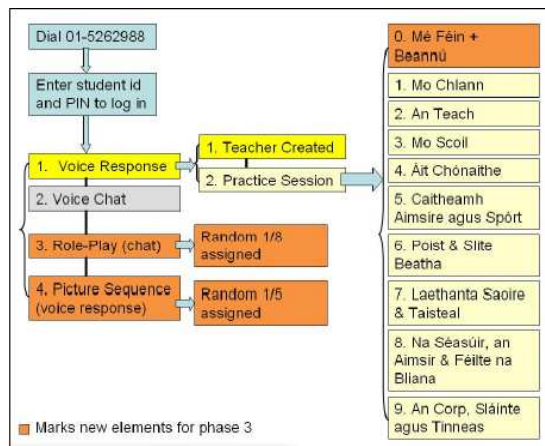 Dial 01-5262988
Enter student id
and PIN to log in
1. Voice Response
2. Voice Chat
3. Role-Play (chat)
4. Picture Sequence
(voice response)
1. Teacher Created
2. Practice Session
Random 1/8
assigned
Random 1/5
assigned
0. Mé Féin +
Beannú
1. Mo Chlann
2. An Teach
3. Mo Scoil
4. Áit Chónaithe
5. Caitheamh
Aimsire agus Spórt
6. Poist & Slite
Beatha
7. Laethanta Saoire
& Taisteal
8. Na Séasúir, an
Aimsir & Féilte na
Bliana
9. An Corp, Sláinte
agus Tinneas
Marks new elements for phase 3